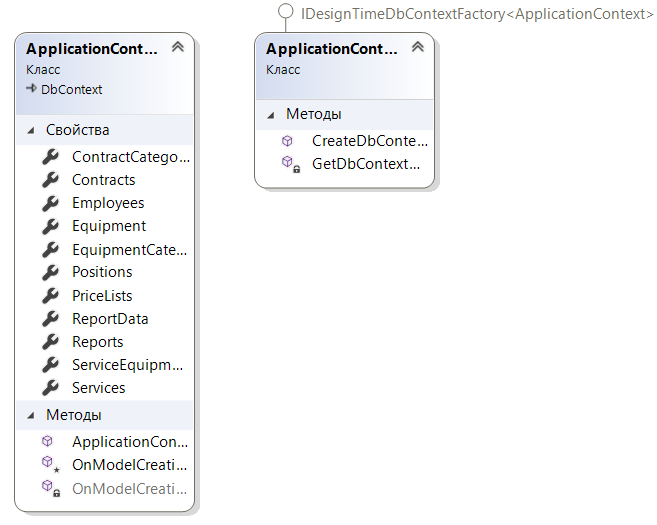 IDesignTimeDbContextFactory<ApplicationContext>
ApplicationCont...
Класс
DbContext
Свойства
ContractCatego...
Contracts
Employees
Equipment
EquipmentCate...
Positions
PriceLists
ReportData
Reports
ServiceEquipm...
Services
Методы
ApplicationCon...
OnModelCreati...
OnModelCreati...
ApplicationCont...
Класс
Методы
CreateDbConte...
GetDbContext...